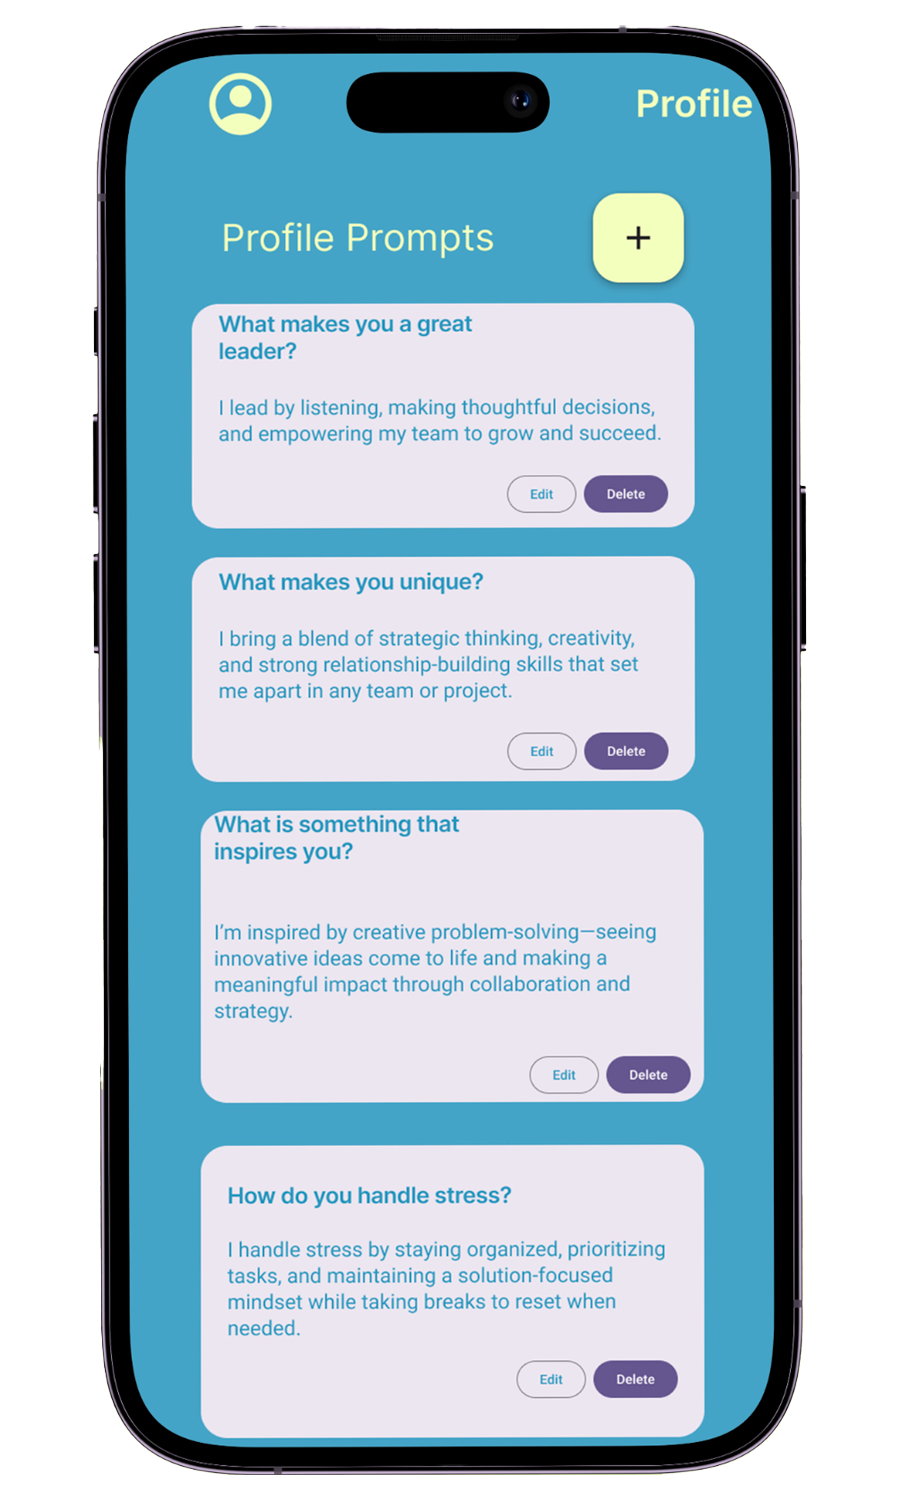 Profile
Profile Prompts
+
What makes you a great
leader?
I lead by listening, making thoughtful decisions,
and empowering my team to grow and succeed.
Edit Delete
What makes you unique?
I bring a blend of strategic thinking, creativity,
and strong relationship-building skills that set
me apart in any team or project.
Edit Delete
What is something that
inspires you?
I’m inspired by creative problem-solving—seeing
innovative ideas come to life and making a
meaningful impact through collaboration and
strategy.
Edit Delete
How do you handle stress?
I handle stress by staying organized, prioritizing
tasks, and maintaining a solution-focused
mindset while taking breaks to reset when
needed.
Edit Delete